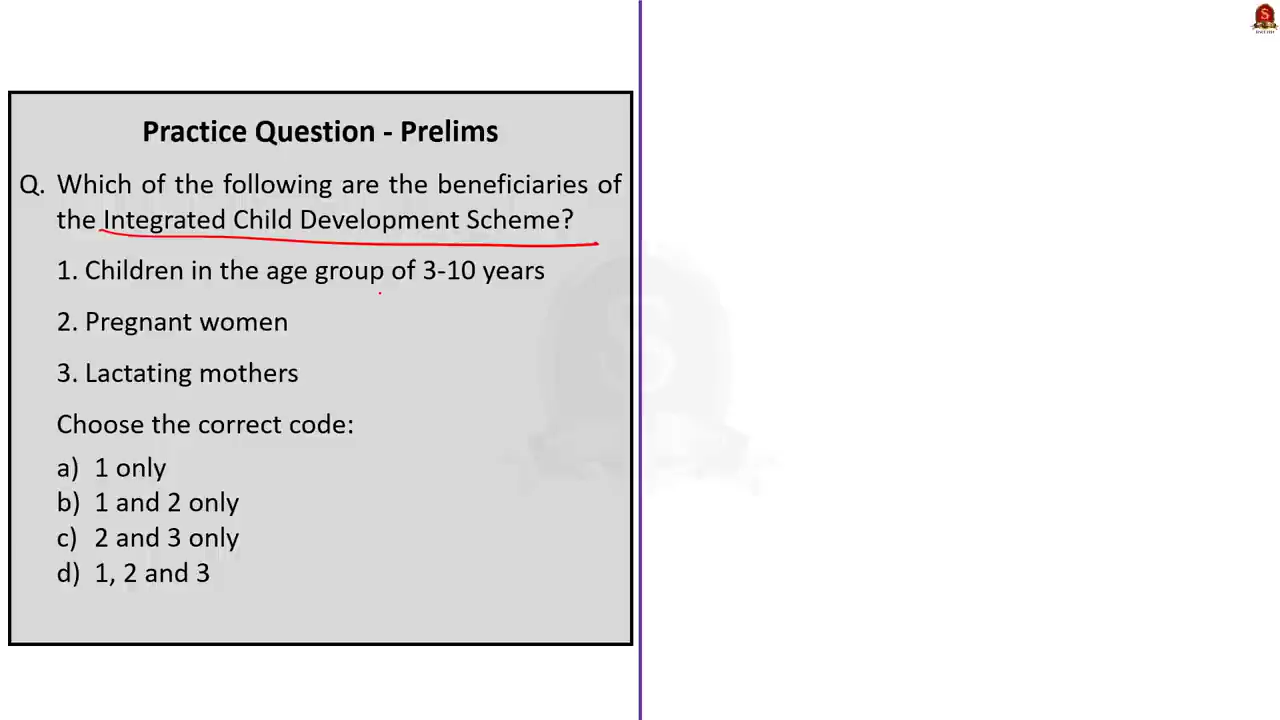 Practice Question - Prelims
Q. Which of the following are the beneficiaries of
the Integrated Child Development Scheme?
1. Children in the age group of 3-10 years
2. Pregnant women
3. Lactating mothers
Choose the correct code:
a) 1 only
b) 1 and 2 only
c) 2 and 3 only
d) 1, 2 and 3
S
S